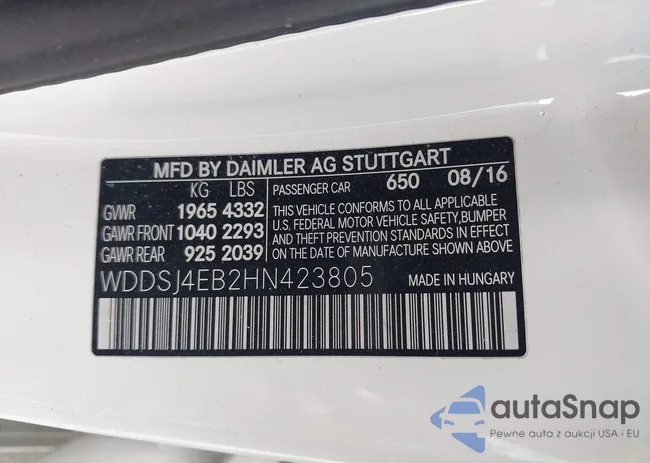 MFD BY DAIMLER AG STUTTGART
KG LBS
GVWR 1965 4332
GAWR FRONT 1040 2293
GAWR REAR 925 2039
PASSENGER CAR 650 08/16
THIS VEHICLE CONFORMS TO ALL APPLICABLE
U.S. FEDERAL MOTOR VEHICLE SAFETY, BUMPER
AND THEFT PREVENTION STANDARDS IN EFFECT
ON THE DATE OF MANUFACTURE SHOWN ABOVE.
WDDSJ4EB2HN423805
MADE IN HUNGARY
autaSnap
Pewne auta z aukcji USA i EU